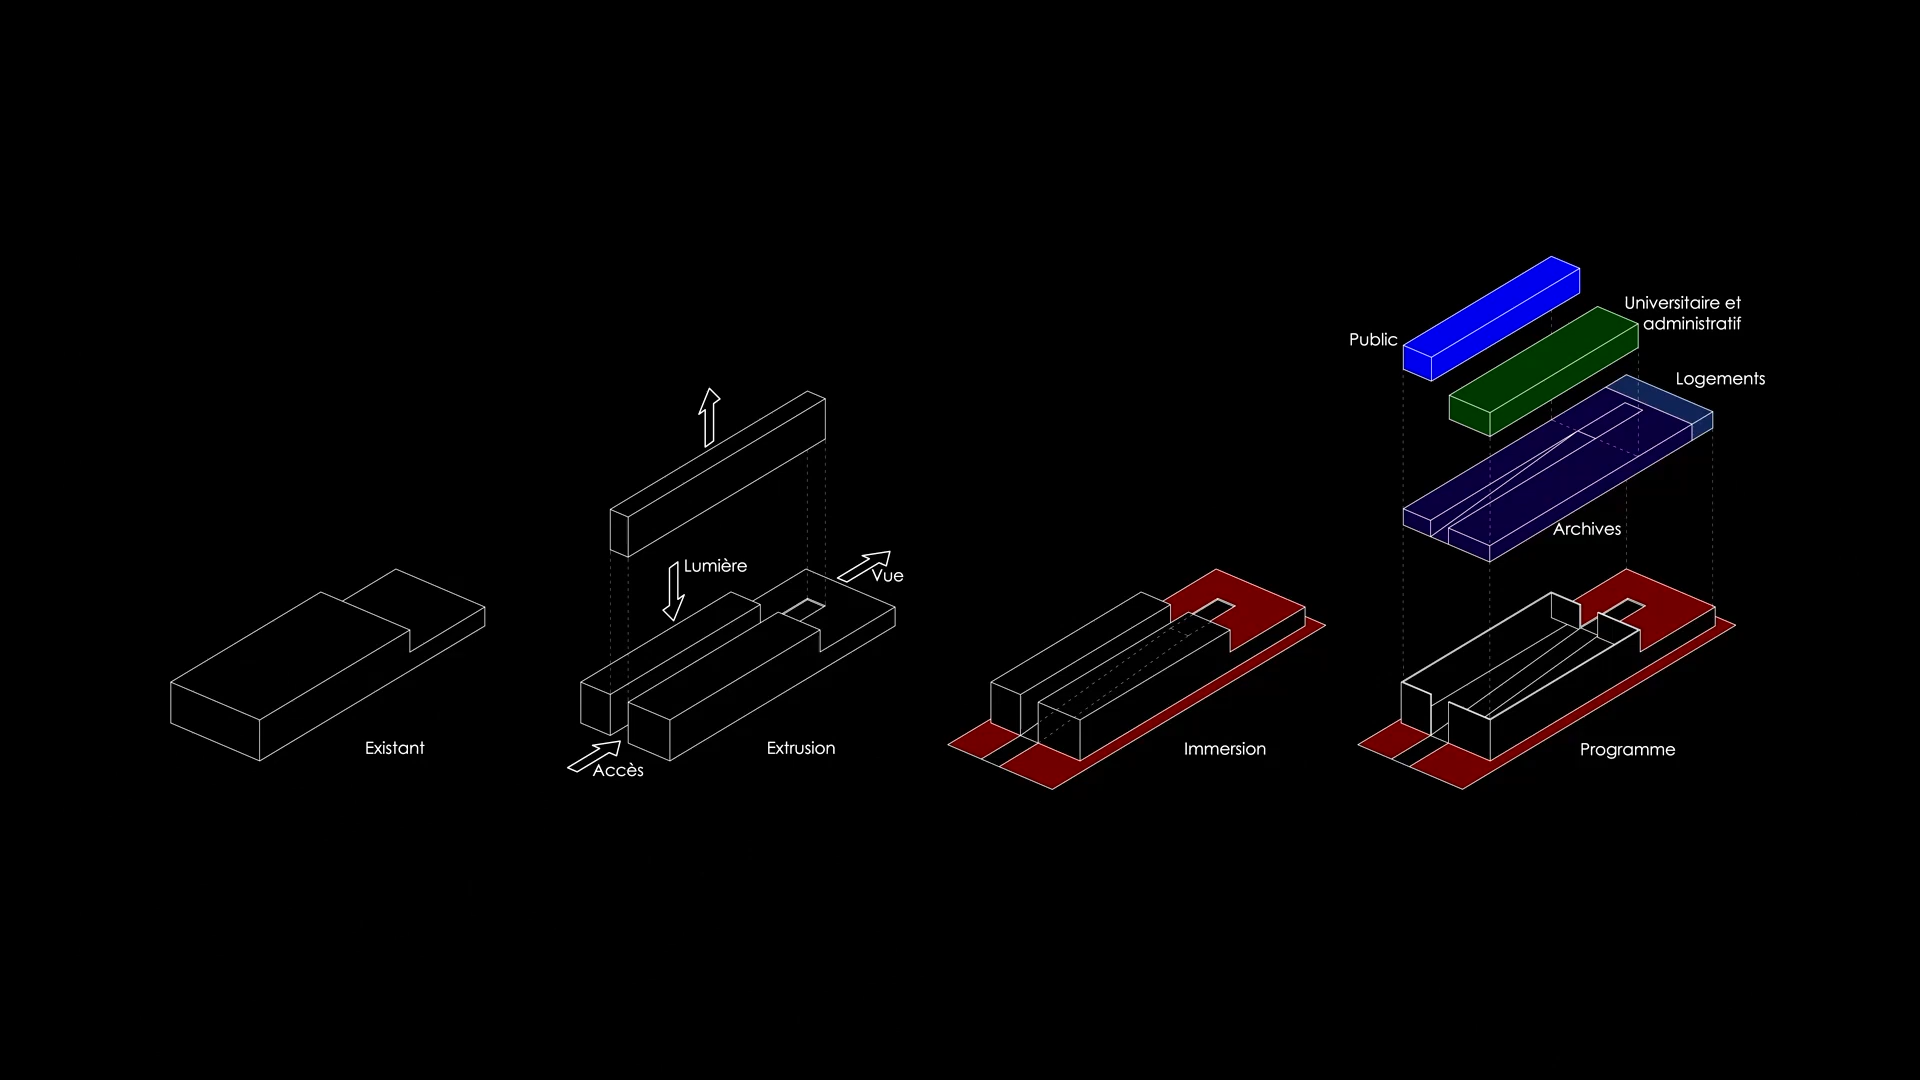 Existant
Lumière
Vue
Accès
Extrusion
Immersion
Public
Universitaire et
administratif
Logements
Archives
Programme